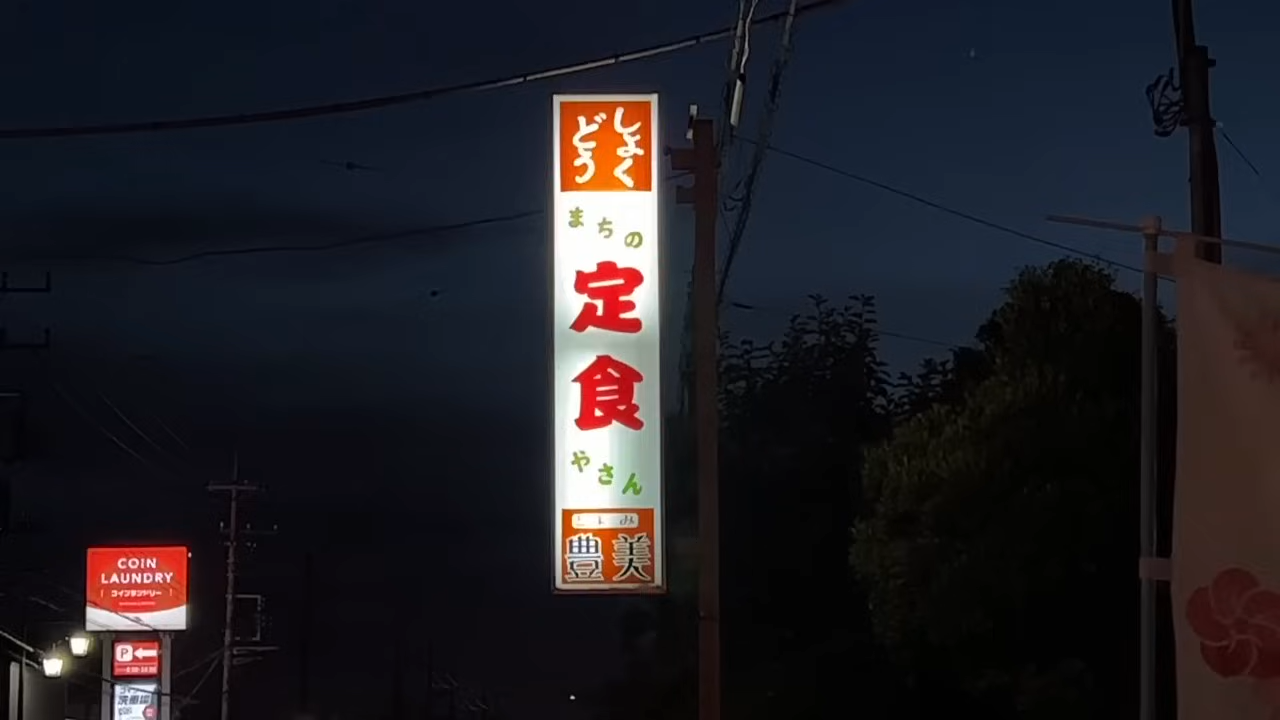 しょく
どう
まちの
定食
やさん
とよみ
豊美
COIN
LAUNDRY
コインランドリー
P